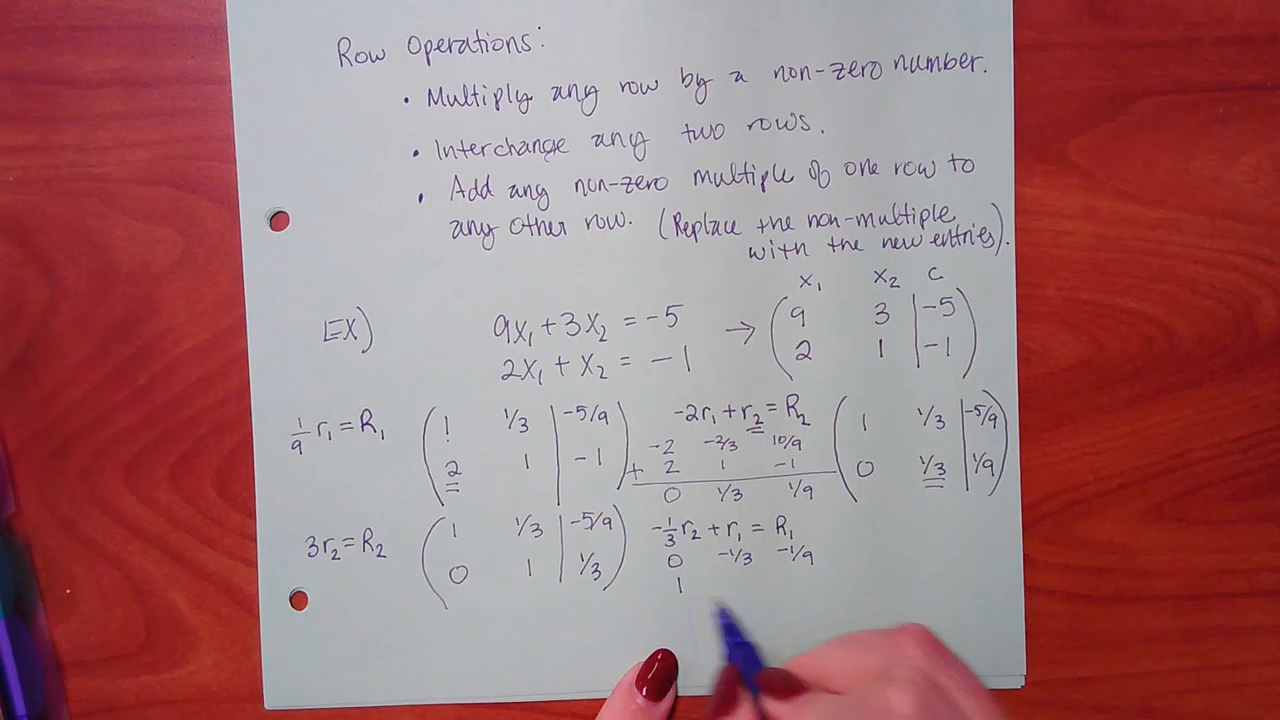 Row Operations:
• Multiply any row by a non-zero number.
• Interchange any two rows.
• Add any non-zero multiple of one row to
any other row. (Replace the non-multiple
with the new entries).
x₁ x₂ C
EX) 9x₁ + 3x₂ = -5 → ( 9 3 | -5 )
2x₁ + x₂ = -1 ( 2 1 | -1 )
1/9 r₁ = R₁ ( 1 1/3 | -5/9 ) -2r₁ + r₂ = R₂ ( 1 1/3 | -5/9 )
-2 -2/3 10/9
( 2 1 | -1 ) + 2 1 -1 ( 0 1/3 | 1/9 )
0 1/3 1/9
3r₂ = R₂ ( 1 1/3 | -5/9 ) -1/3 r₂ + r₁ = R₁
( 0 1 | 1/3 ) 0 -1/3 -1/9
1